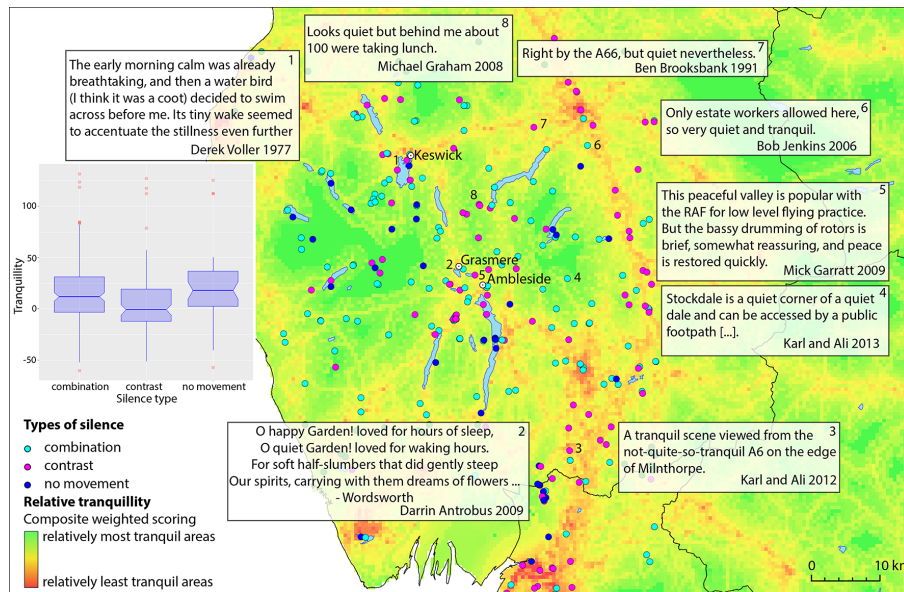 8
Looks quiet but behind me about
100 were taking lunch.
Michael Graham 2008
1
The early morning calm was already
breathtaking, and then a water bird
(I think it was a coot) decided to swim
across before me. Its tiny wake seemed
to accentuate the stillness even further
Derek Voller 1977
7
Right by the A66, but quiet nevertheless.
Ben Brooksbank 1991
6
Only estate workers allowed here,
so very quiet and tranquil.
Bob Jenkins 2006
5
This peaceful valley is popular with
the RAF for low level flying practice.
But the bassy drumming of rotors is
brief, somewhat reassuring, and peace
is restored quickly.
Mick Garratt 2009
4
Stockdale is a quiet corner of a quiet
dale and can be accessed by a public
footpath [...].
Karl and Ali 2013
7
6
1 Keswick
8
2 Grasmere
5 Ambleside
4
3
Tranquillity
100
50
0
-50
combination contrast no movement
Silence type
Types of silence
combination
contrast
no movement
Relative tranquillity
Composite weighted scoring
relatively most tranquil areas
relatively least tranquil areas
2
O happy Garden! loved for hours of sleep,
O quiet Garden! loved for waking hours.
For soft half-slumbers that did gently steep
Our spirits, carrying with them dreams of flowers ...
- Wordsworth
Darrin Antrobus 2009
3
A tranquil scene viewed from the
not-quite-so-tranquil A6 on the edge
of Milnthorpe.
Karl and Ali 2012
0 10 km